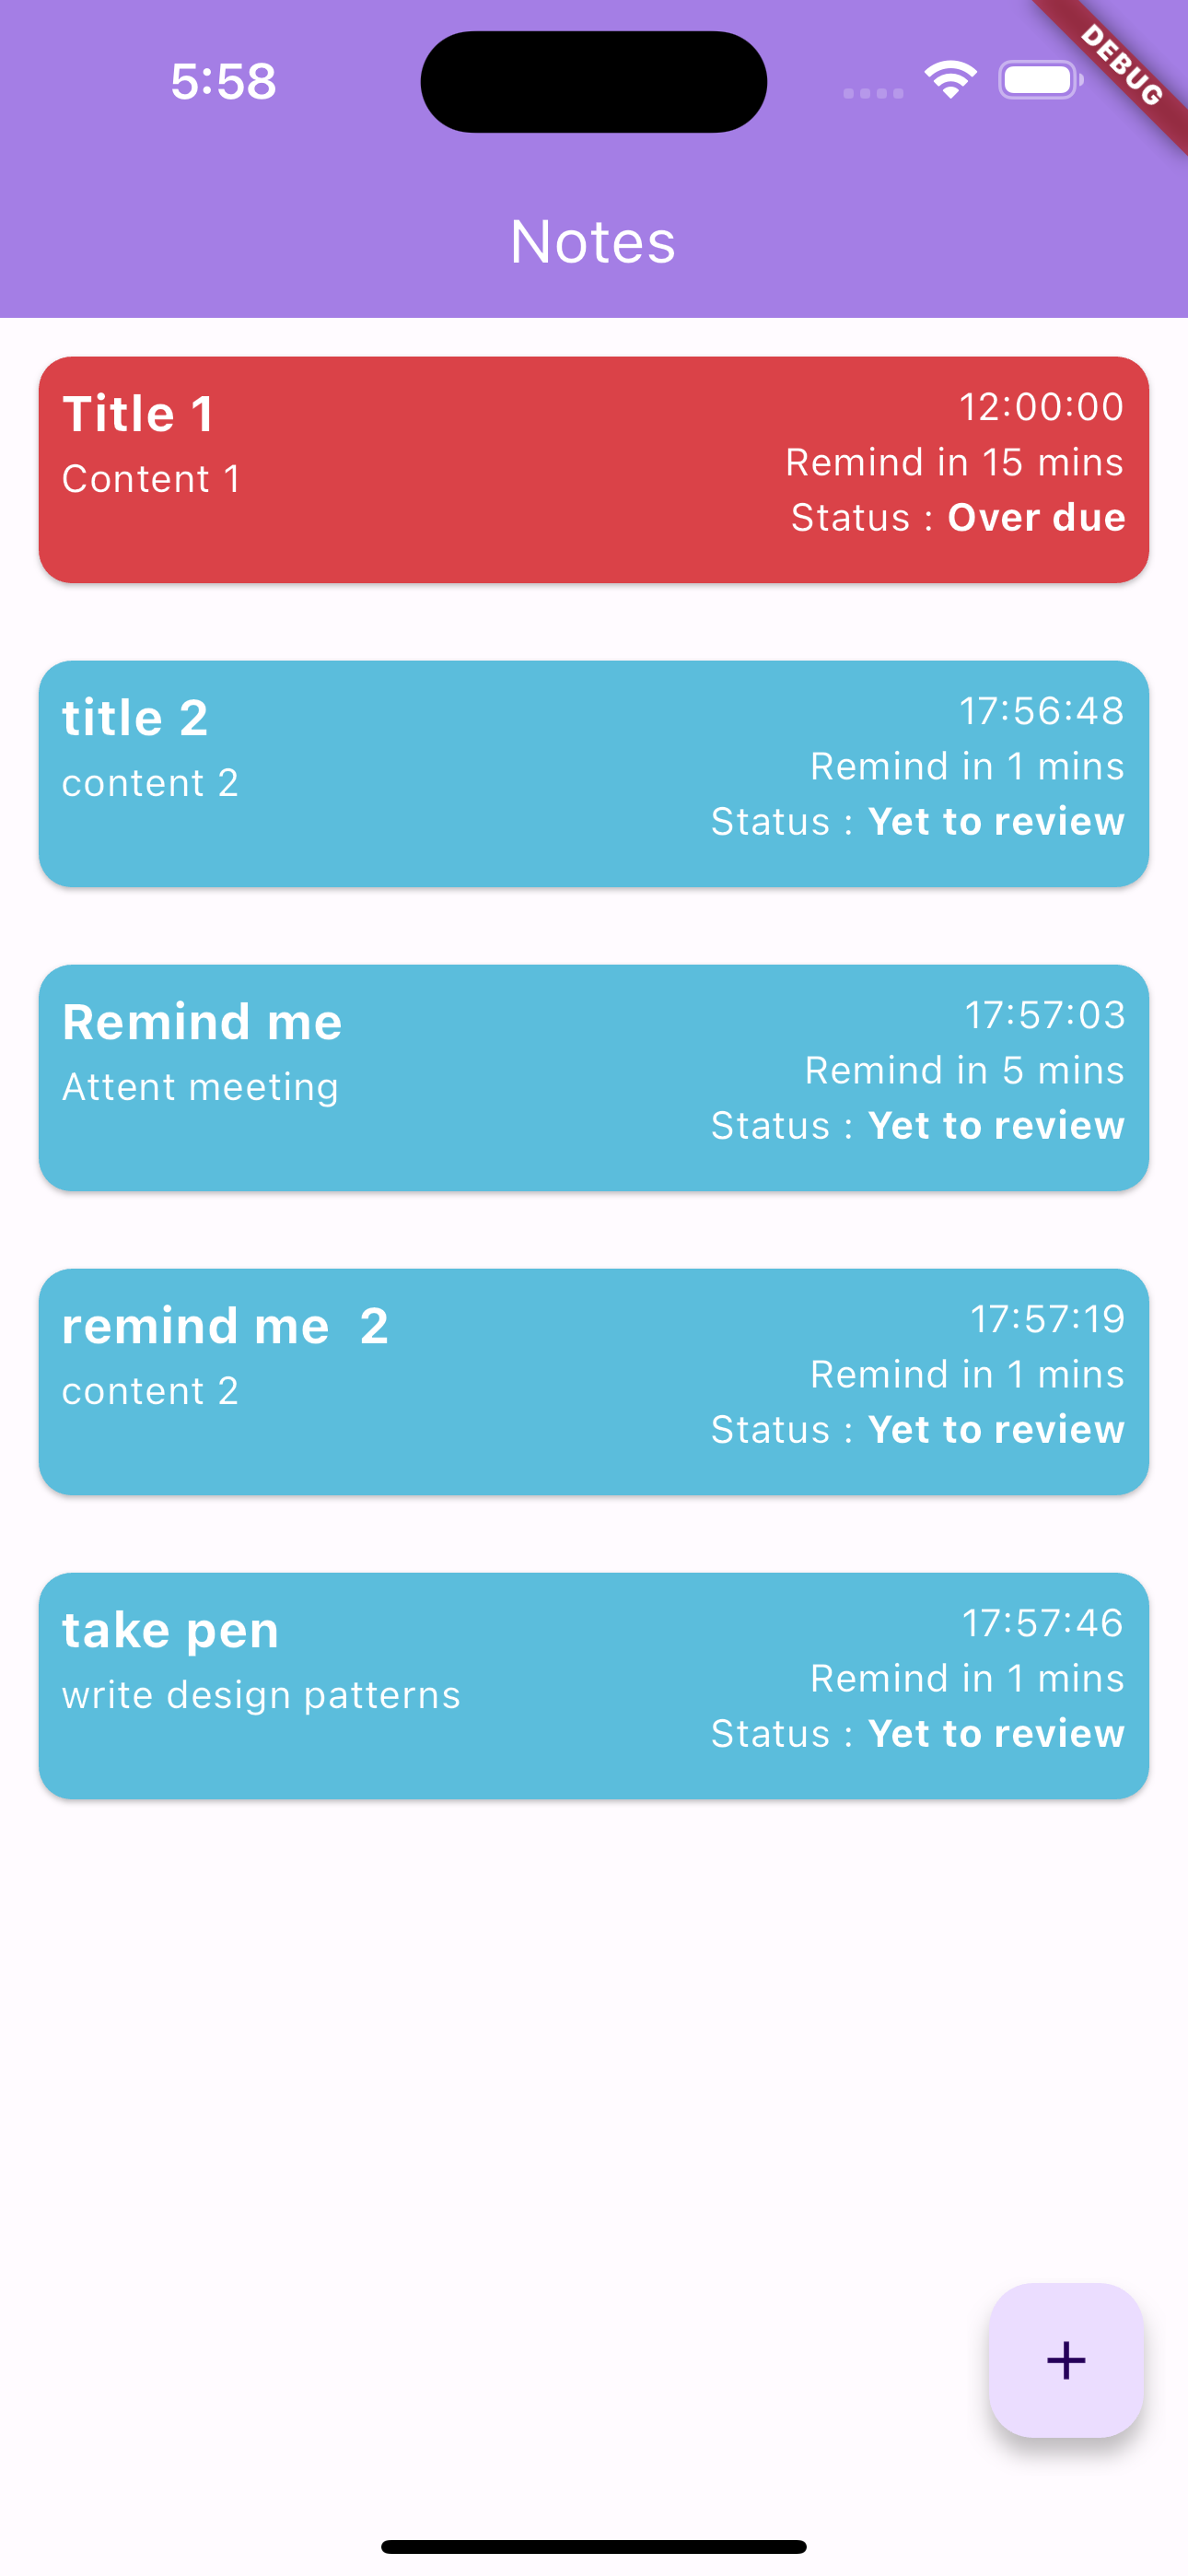 5:58
DEBUG
Notes
Title 1
Content 1
12:00:00
Remind in 15 mins
Status : Over due
title 2
content 2
17:56:48
Remind in 1 mins
Status : Yet to review
Remind me
Attent meeting
17:57:03
Remind in 5 mins
Status : Yet to review
remind me  2
content 2
17:57:19
Remind in 1 mins
Status : Yet to review
take pen
write design patterns
17:57:46
Remind in 1 mins
Status : Yet to review
+